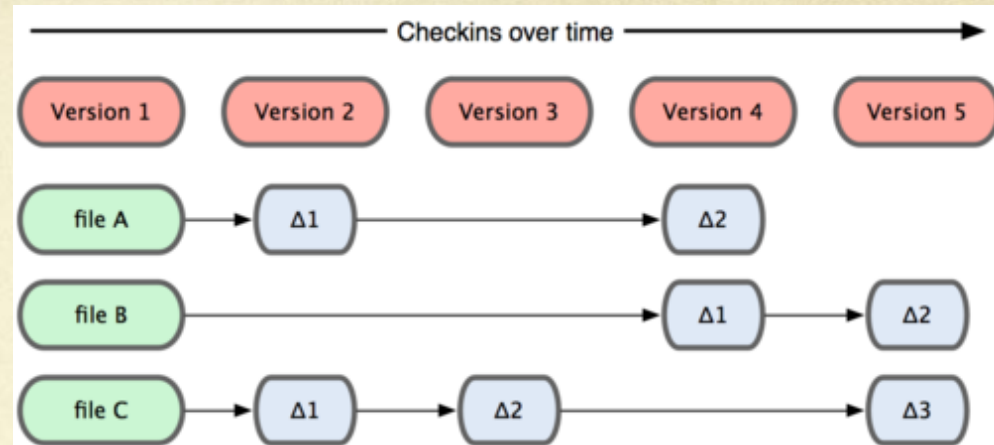 Checkins over time
Version 1 Version 2 Version 3 Version 4 Version 5
file A Δ1 Δ2
file B Δ1 Δ2
file C Δ1 Δ2 Δ3